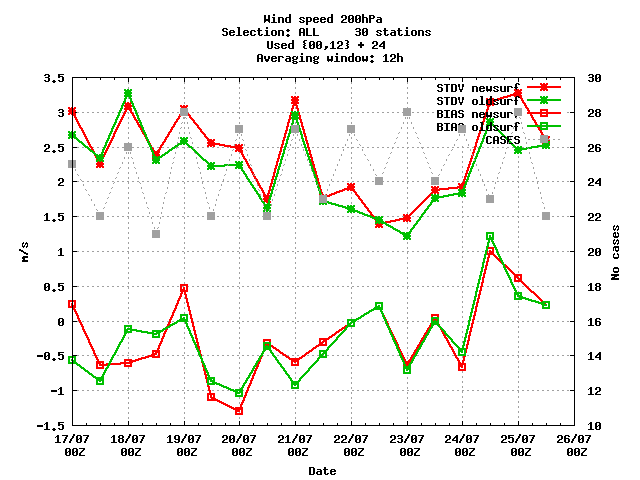 Wind speed 200hPa
Selection: ALL 30 stations
Used {00,12} + 24
Averaging window: 12h
3.5
3
2.5
2
1.5
1
0.5
0
-0.5
-1
-1.5
m/s
30
28
26
24
22
20
18
16
14
12
10
No cases
STDV newsurf
STDV oldsurf
BIAS newsurf
BIAS oldsurf
CASES
17/07 18/07 19/07 20/07 21/07 22/07 23/07 24/07 25/07 26/07
00Z 00Z 00Z 00Z 00Z 00Z 00Z 00Z 00Z 00Z
Date